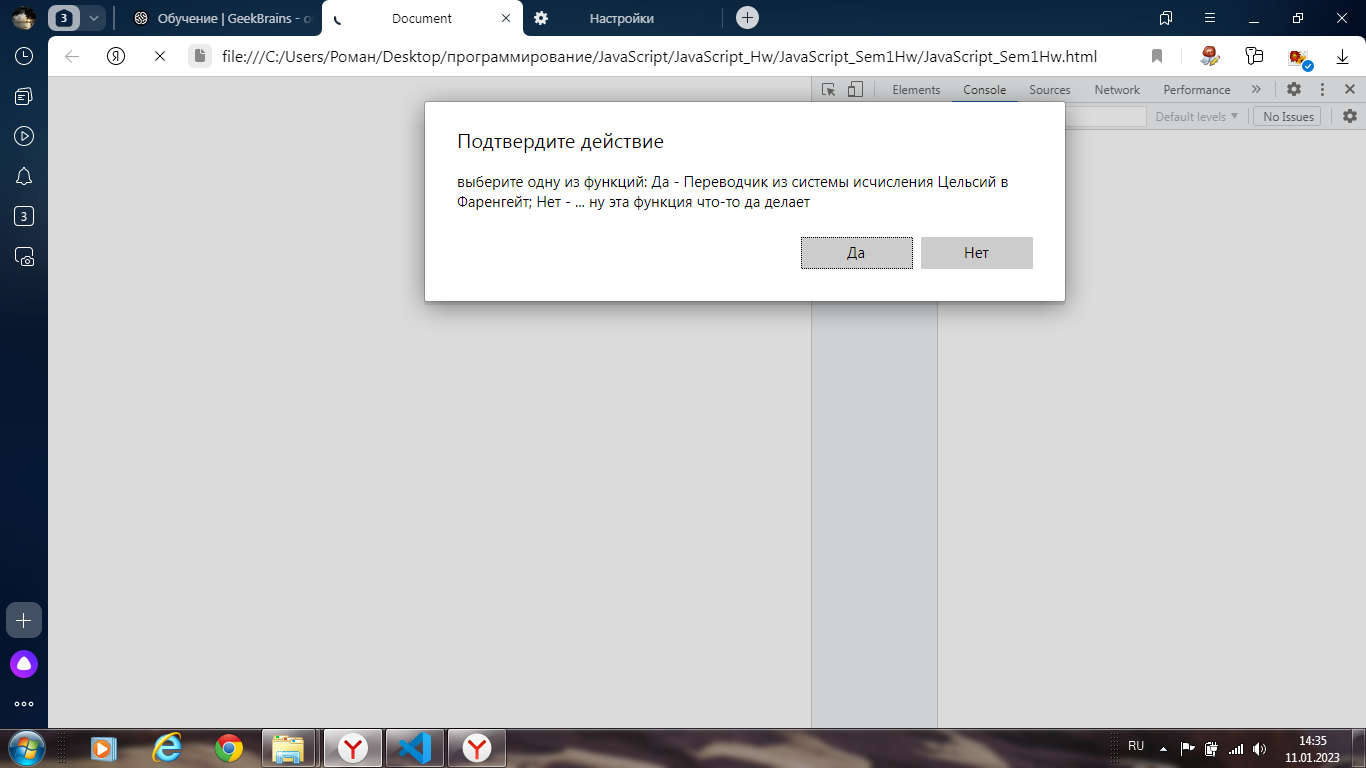 3
Обучение | GeekBrains - о
Document
Настройки
file:///C:/Users/Роман/Desktop/программирование/JavaScript/JavaScript_Hw/JavaScript_Sem1Hw/JavaScript_Sem1Hw.html
Elements
Console
Sources
Network
Performance
Default levels
No Issues
Подтвердите действие
выберите одну из функций: Да - Переводчик из системы исчисления Цельсий в
Фаренгейт; Нет - ... ну эта функция что-то да делает
Да
Нет
3
RU
14:35
11.01.2023